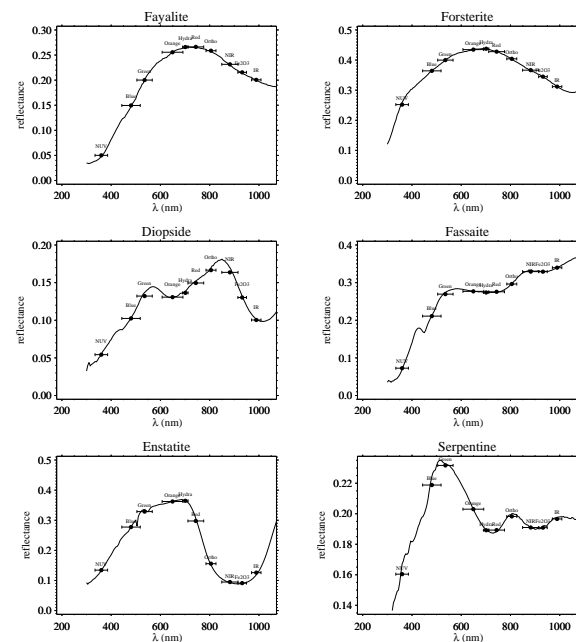 Fayalite
0.30
0.25
0.20
0.15
0.10
0.05
0.00
reflectance
NUV
Blue
Green
Orange
Hydra
Red
Ortho
NIR
Fe2O3
IR
200 400 600 800 1000
λ (nm)
Forsterite
0.5
0.4
0.3
0.2
0.1
0.0
reflectance
NUV
Blue
Green
Orange
Hydra
Red
Ortho
NIR
Fe2O3
IR
200 400 600 800 1000
λ (nm)
Diopside
0.20
0.15
0.10
0.05
0.00
reflectance
NUV
Blue
Green
Orange
Hydra
Red
Ortho
NIR
Fe2O3
IR
200 400 600 800 1000
λ (nm)
Fassaite
0.4
0.3
0.2
0.1
0.0
reflectance
NUV
Blue
Green
Orange
Hydra
Red
Ortho
NIR
Fe2O3
IR
200 400 600 800 1000
λ (nm)
Enstatite
0.5
0.4
0.3
0.2
0.1
0.0
reflectance
NUV
Blue
Green
Orange
Hydra
Red
Ortho
NIR
Fe2O3
IR
200 400 600 800 1000
λ (nm)
Serpentine
0.22
0.20
0.18
0.16
0.14
reflectance
NUV
Blue
Green
Orange
Hydra
Red
Ortho
NIR
Fe2O3
IR
200 400 600 800 1000
λ (nm)